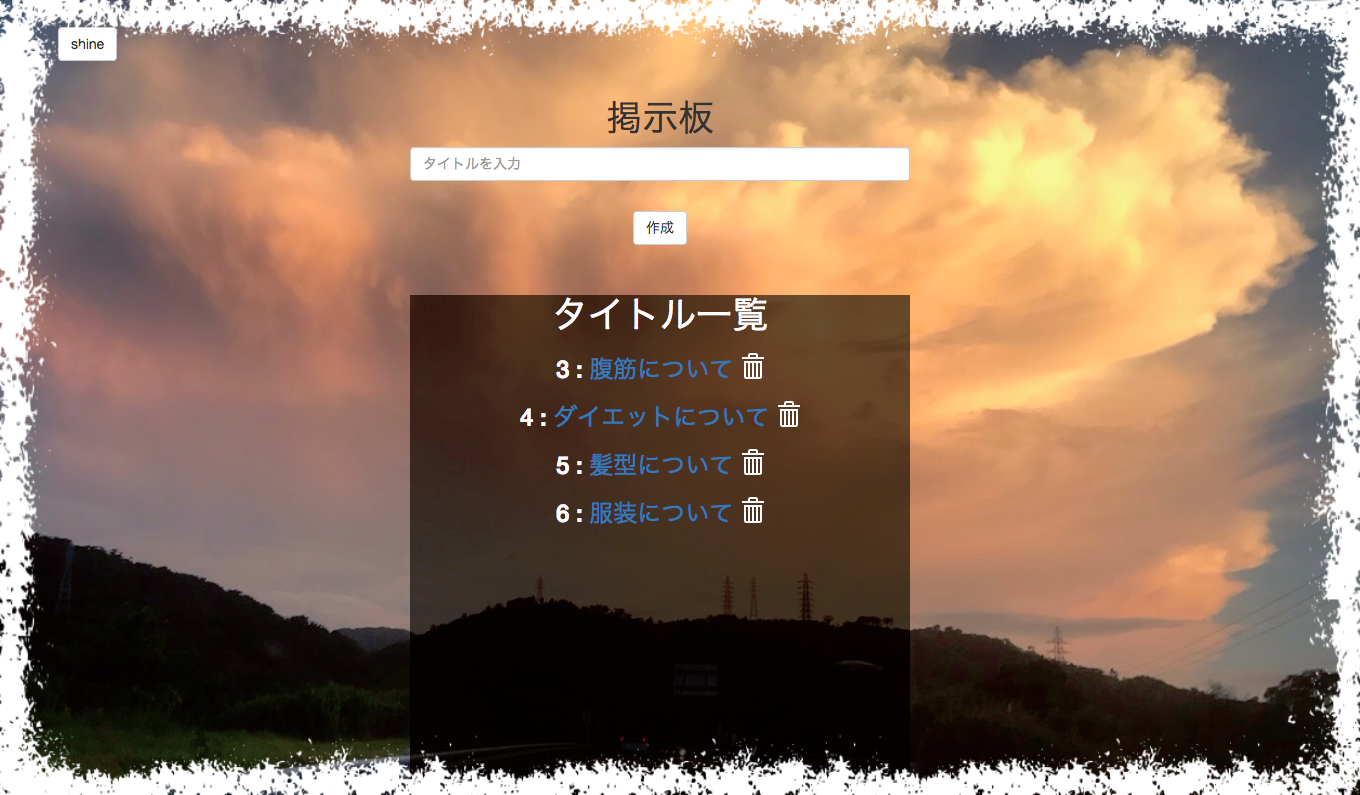 shine
掲示板
タイトルを入力
作成
タイトル一覧
3 : 腹筋について
4 : ダイエットについて
5 : 髪型について
6 : 服装について